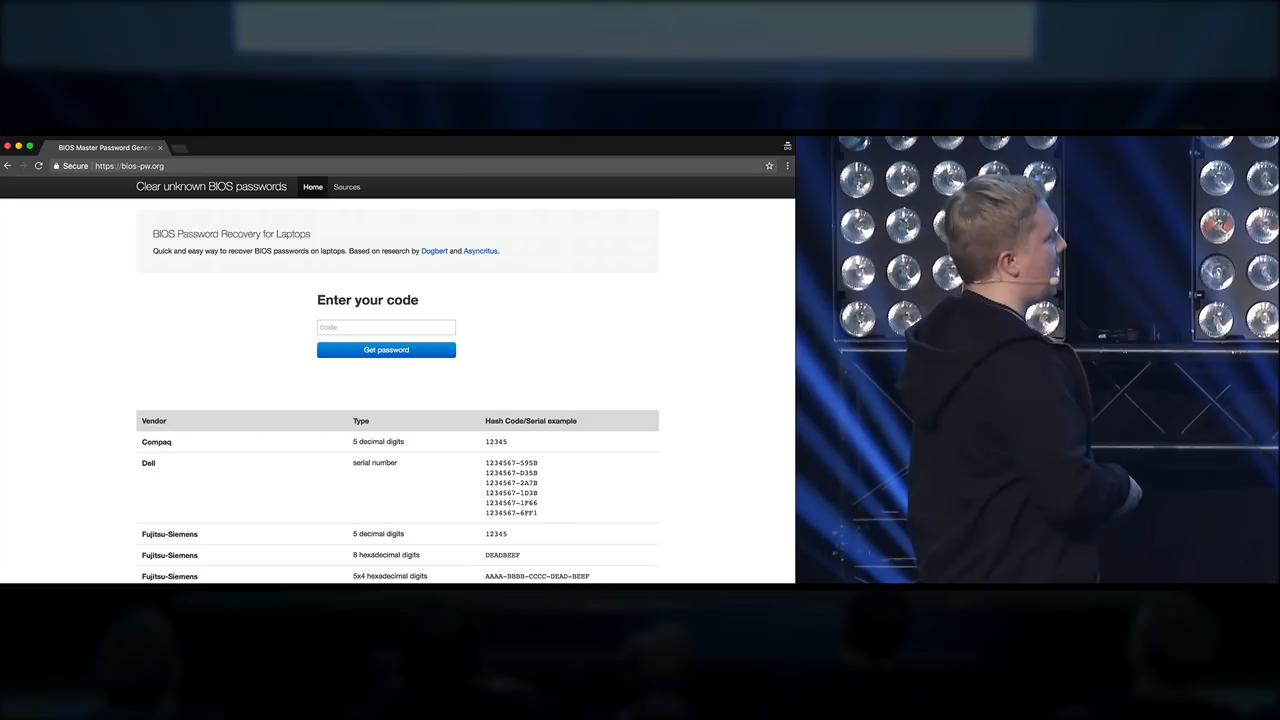 BIOS Master Password Gener
Secure https://bios-pw.org
Clear unknown BIOS passwords Home Sources
BIOS Password Recovery for Laptops
Quick and easy way to recover BIOS passwords on laptops. Based on research by Dogbert and Asyncritus.
Enter your code
Code
Get password
Vendor Type Hash Code/Serial example
Compaq 5 decimal digits 12345
Dell serial number 1234567-595B
1234567-D35B
1234567-2A7B
1234567-1D3B
1234567-1F66
1234567-6FF1
Fujitsu-Siemens 5 decimal digits 12345
Fujitsu-Siemens 8 hexadecimal digits DEADBEEF
Fujitsu-Siemens 5x4 hexadecimal digits AAAA-BBBB-CCCC-DEAD-BEEF